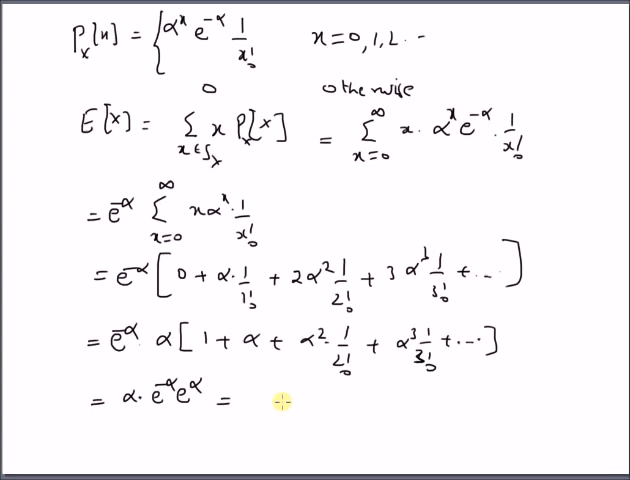 Pₓ[x] = { αˣ e^-α 1/x! x = 0, 1, 2 ...
0 otherwise
E[x] = Σ_{x∈Sₓ} x Pₓ[x] = Σ_{x=0}^{∞} x · αˣ e^-α · 1/x!
= e^-α Σ_{x=0}^{∞} x αˣ · 1/x!
= e^-α [ 0 + α · 1/1! + 2α² 1/2! + 3 α³ 1/3! + ... ]
= e^-α α [ 1 + α + α² · 1/2! + α³ 1/3! + ... ]
= α · e^-α e^α =